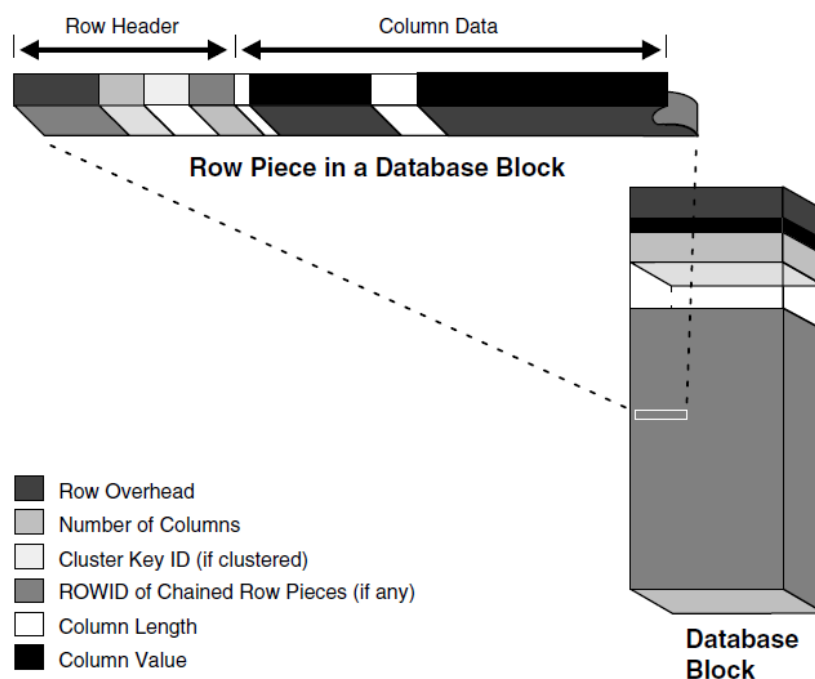 Row Header
Column Data
Row Piece in a Database Block
Row Overhead
Number of Columns
Cluster Key ID (if clustered)
ROWID of Chained Row Pieces (if any)
Column Length
Column Value
Database
Block